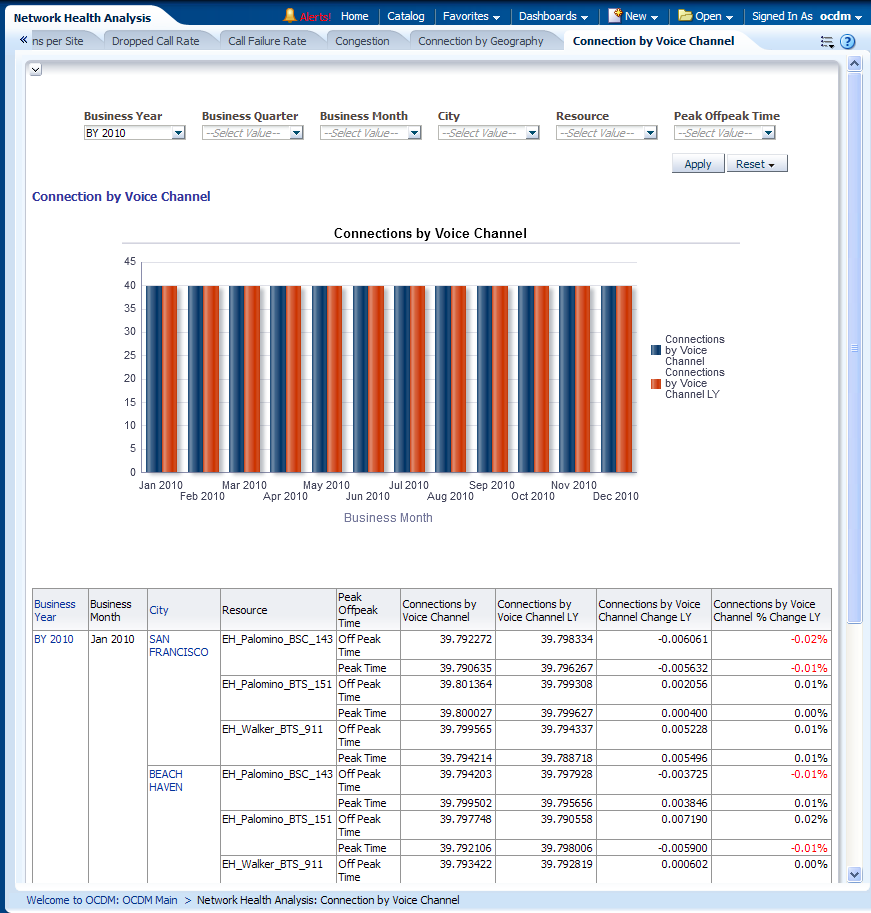 Network Health Analysis
Alerts! Home Catalog Favorites Dashboards New Open Signed In As ocdm
« ns per Site Dropped Call Rate Call Failure Rate Congestion Connection by Geography Connection by Voice Channel
Business Year Business Quarter Business Month City Resource Peak Offpeak Time
BY 2010 --Select Value-- --Select Value-- --Select Value-- --Select Value-- --Select Value--
Apply Reset
Connection by Voice Channel
Connections by Voice Channel
45
40
35
30
25
20
15
10
5
0
Connections
by Voice
Channel
Connections
by Voice
Channel LY
Jan 2010 Mar 2010 May 2010 Jul 2010 Sep 2010 Nov 2010
Feb 2010 Apr 2010 Jun 2010 Aug 2010 Oct 2010 Dec 2010
Business Month
Business Year Business Month City Resource Peak Offpeak Time Connections by Voice Channel Connections by Voice Channel LY Connections by Voice Channel Change LY Connections by Voice Channel % Change LY
BY 2010 Jan 2010 SAN FRANCISCO EH_Palomino_BSC_143 Off Peak Time 39.792272 39.798334 -0.006061 -0.02%
Peak Time 39.790635 39.796267 -0.005632 -0.01%
EH_Palomino_BTS_151 Off Peak Time 39.801364 39.799308 0.002056 0.01%
Peak Time 39.800027 39.799627 0.000400 0.00%
EH_Walker_BTS_911 Off Peak Time 39.799565 39.794337 0.005228 0.01%
Peak Time 39.794214 39.788718 0.005496 0.01%
BEACH HAVEN EH_Palomino_BSC_143 Off Peak Time 39.794203 39.797928 -0.003725 -0.01%
Peak Time 39.799502 39.795656 0.003846 0.01%
EH_Palomino_BTS_151 Off Peak Time 39.797748 39.790558 0.007190 0.02%
Peak Time 39.792106 39.798006 -0.005900 -0.01%
EH_Walker_BTS_911 Off Peak Time 39.793422 39.792819 0.000602 0.00%
Welcome to OCDM: OCDM Main > Network Health Analysis: Connection by Voice Channel